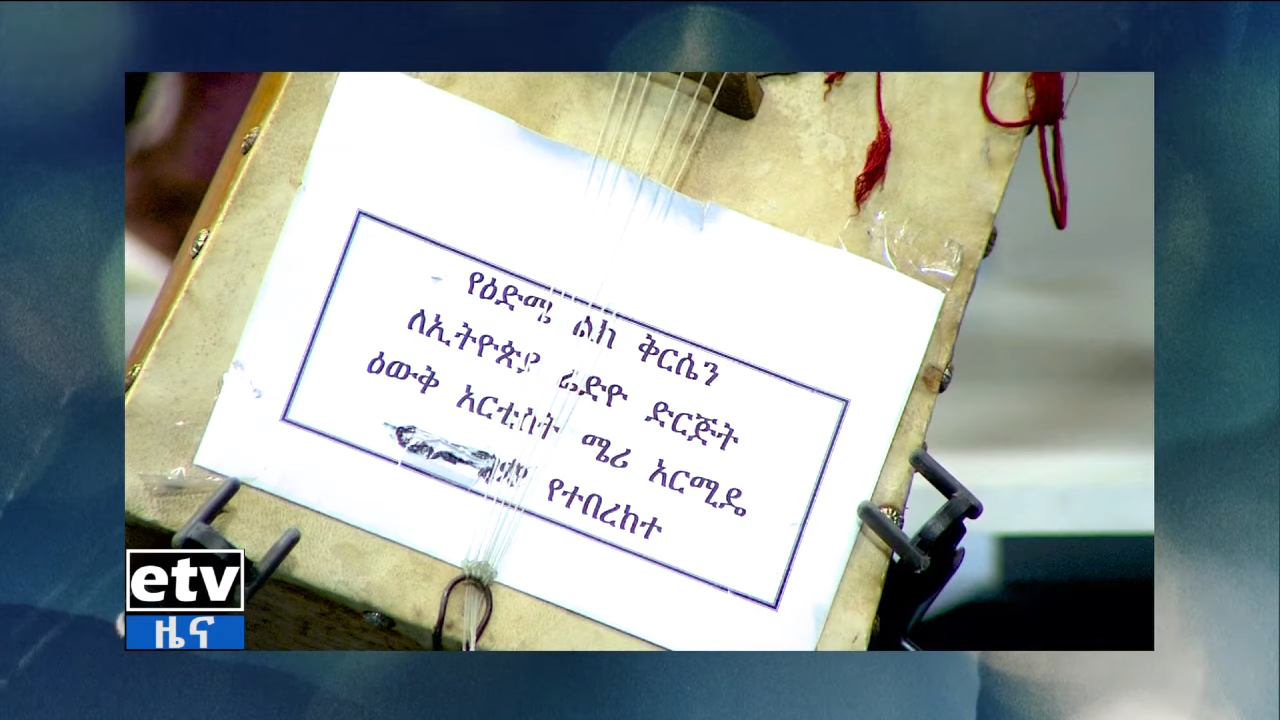 የዕድሜ ልክ ቅርሴን
ለኢትዮጵያ ሬድዮ ድርጅት
ዕውቅ አርቲስት ሜሪ አርሚዴ
የተበረከተ
etv
ዜና